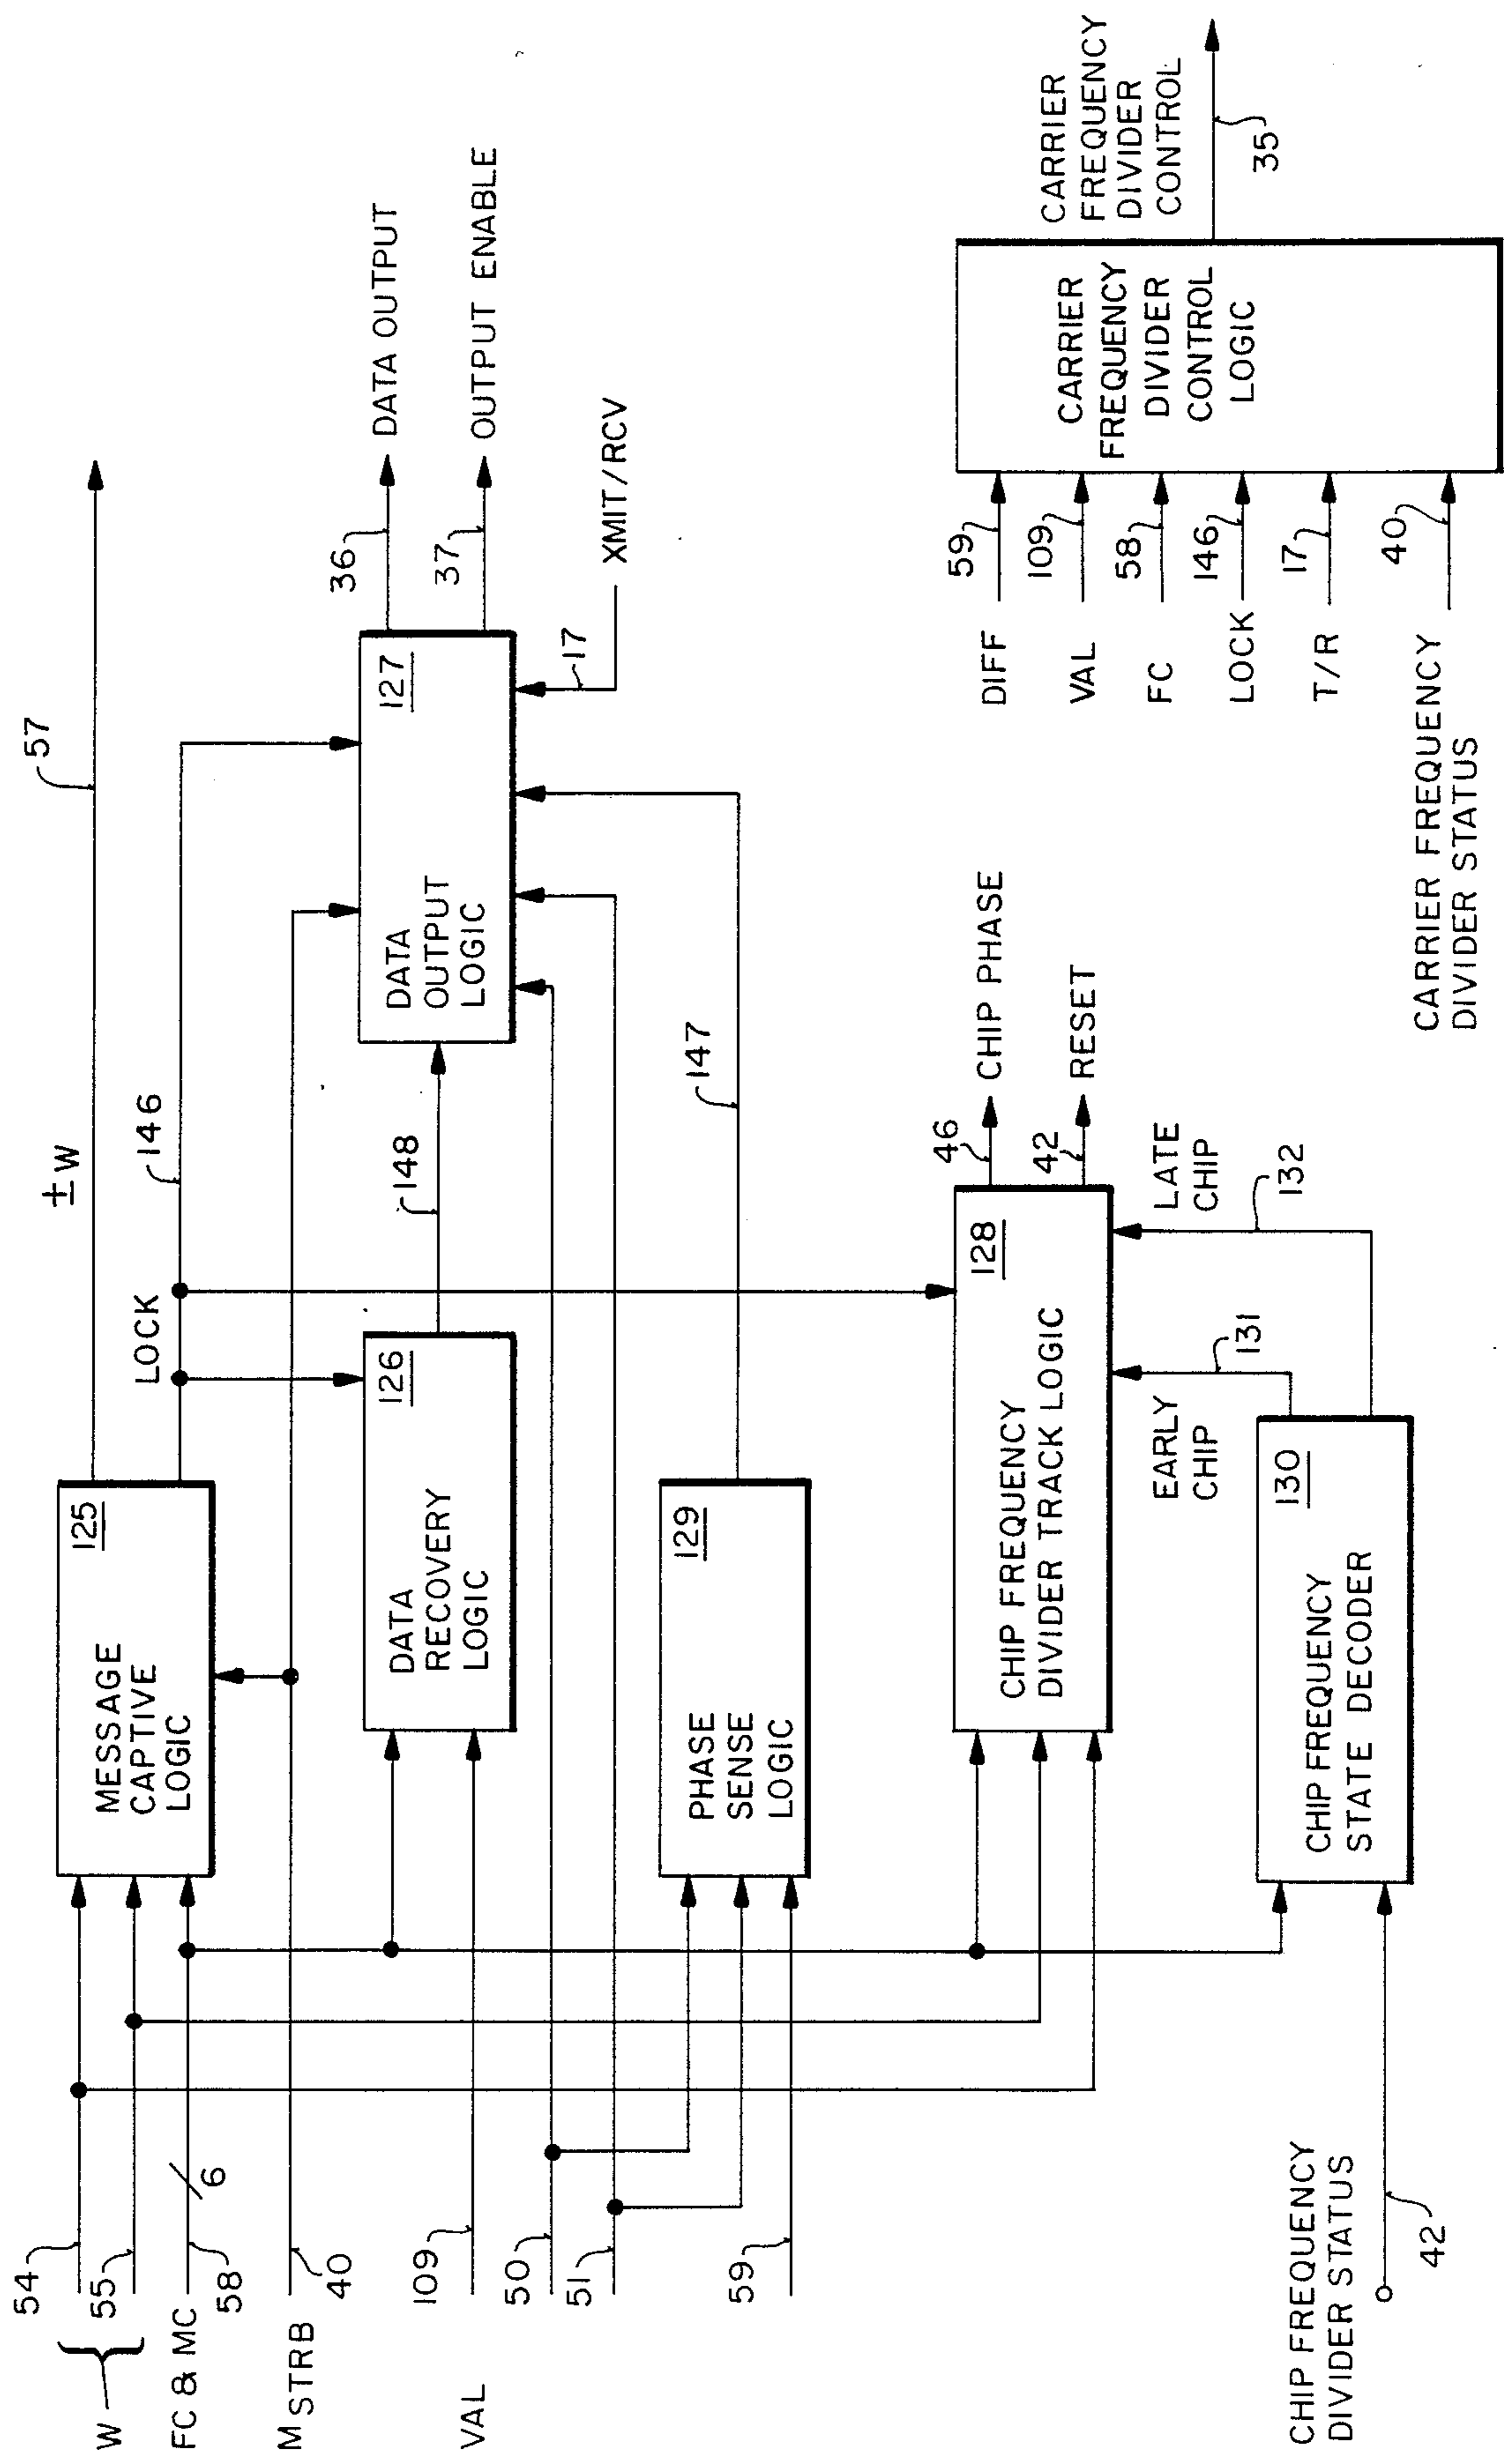 57
±W
LOCK
146
MESSAGE
CAPTIVE
LOGIC
125
54
55
W
FC & MC
58
6
MSTRB
40
VAL
109
50
51
59
DATA
RECOVERY
LOGIC
126
148
DATA
OUTPUT
LOGIC
127
36
DATA OUTPUT
37
OUTPUT ENABLE
17
XMIT/RCV
PHASE
SENSE
LOGIC
129
147
CHIP FREQUENCY
DIVIDER TRACK LOGIC
128
46
CHIP PHASE
42
RESET
EARLY
CHIP
131
LATE
CHIP
132
CHIP FREQUENCY
STATE DECODER
130
CHIP FREQUENCY
DIVIDER STATUS
42
DIFF
59
VAL
109
FC
58
LOCK
146
T/R
17
CARRIER FREQUENCY
DIVIDER STATUS
40
CARRIER
FREQUENCY
DIVIDER
CONTROL
LOGIC
CARRIER
FREQUENCY
DIVIDER
CONTROL
35